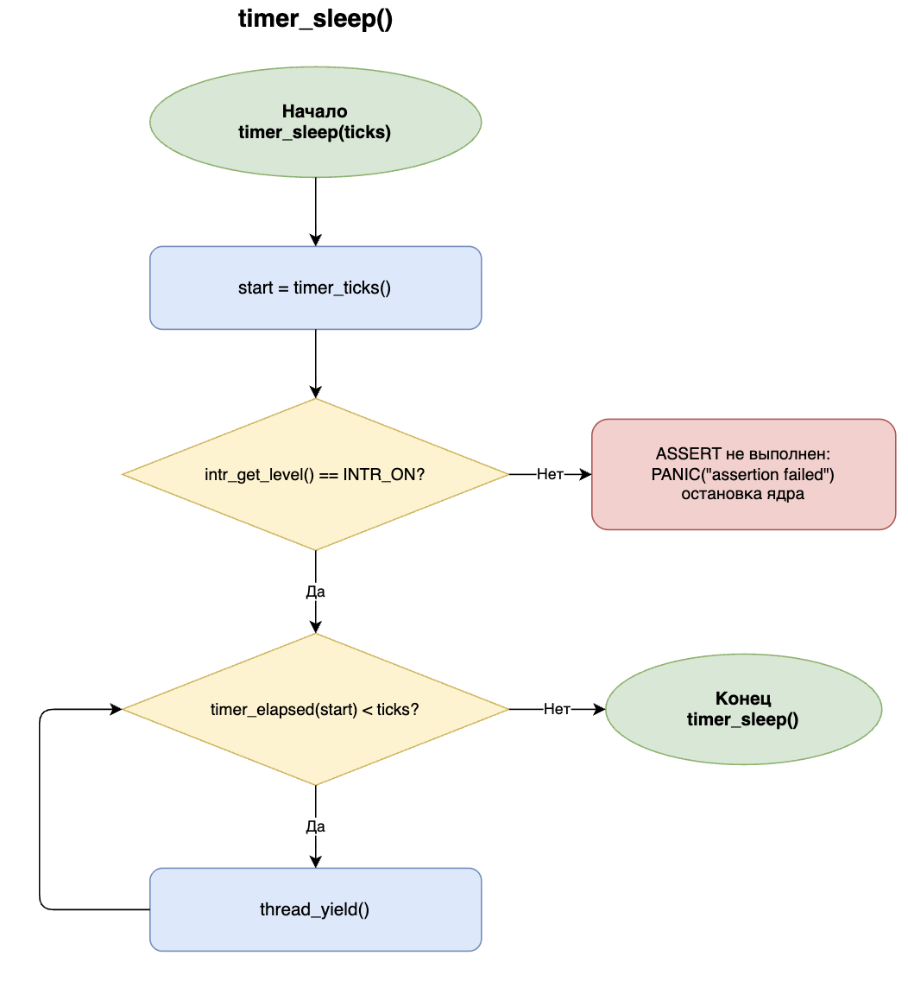 timer_sleep()
Начало
timer_sleep(ticks)
start = timer_ticks()
intr_get_level() == INTR_ON?
Нет
ASSERT не выполнен:
PANIC("assertion failed")
остановка ядра
Да
timer_elapsed(start) < ticks?
Нет
Конец
timer_sleep()
Да
thread_yield()